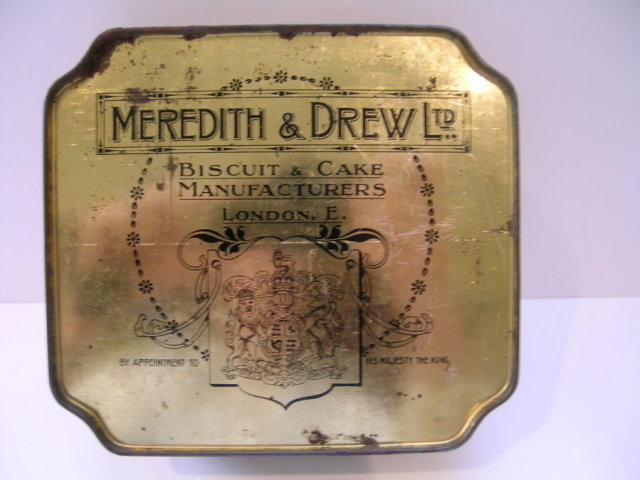 MEREDITH & DREW LTD.
BISCUIT & CAKE
MANUFACTURERS
LONDON, E.
BY APPOINTMENT TO HIS MAJESTY THE KING.